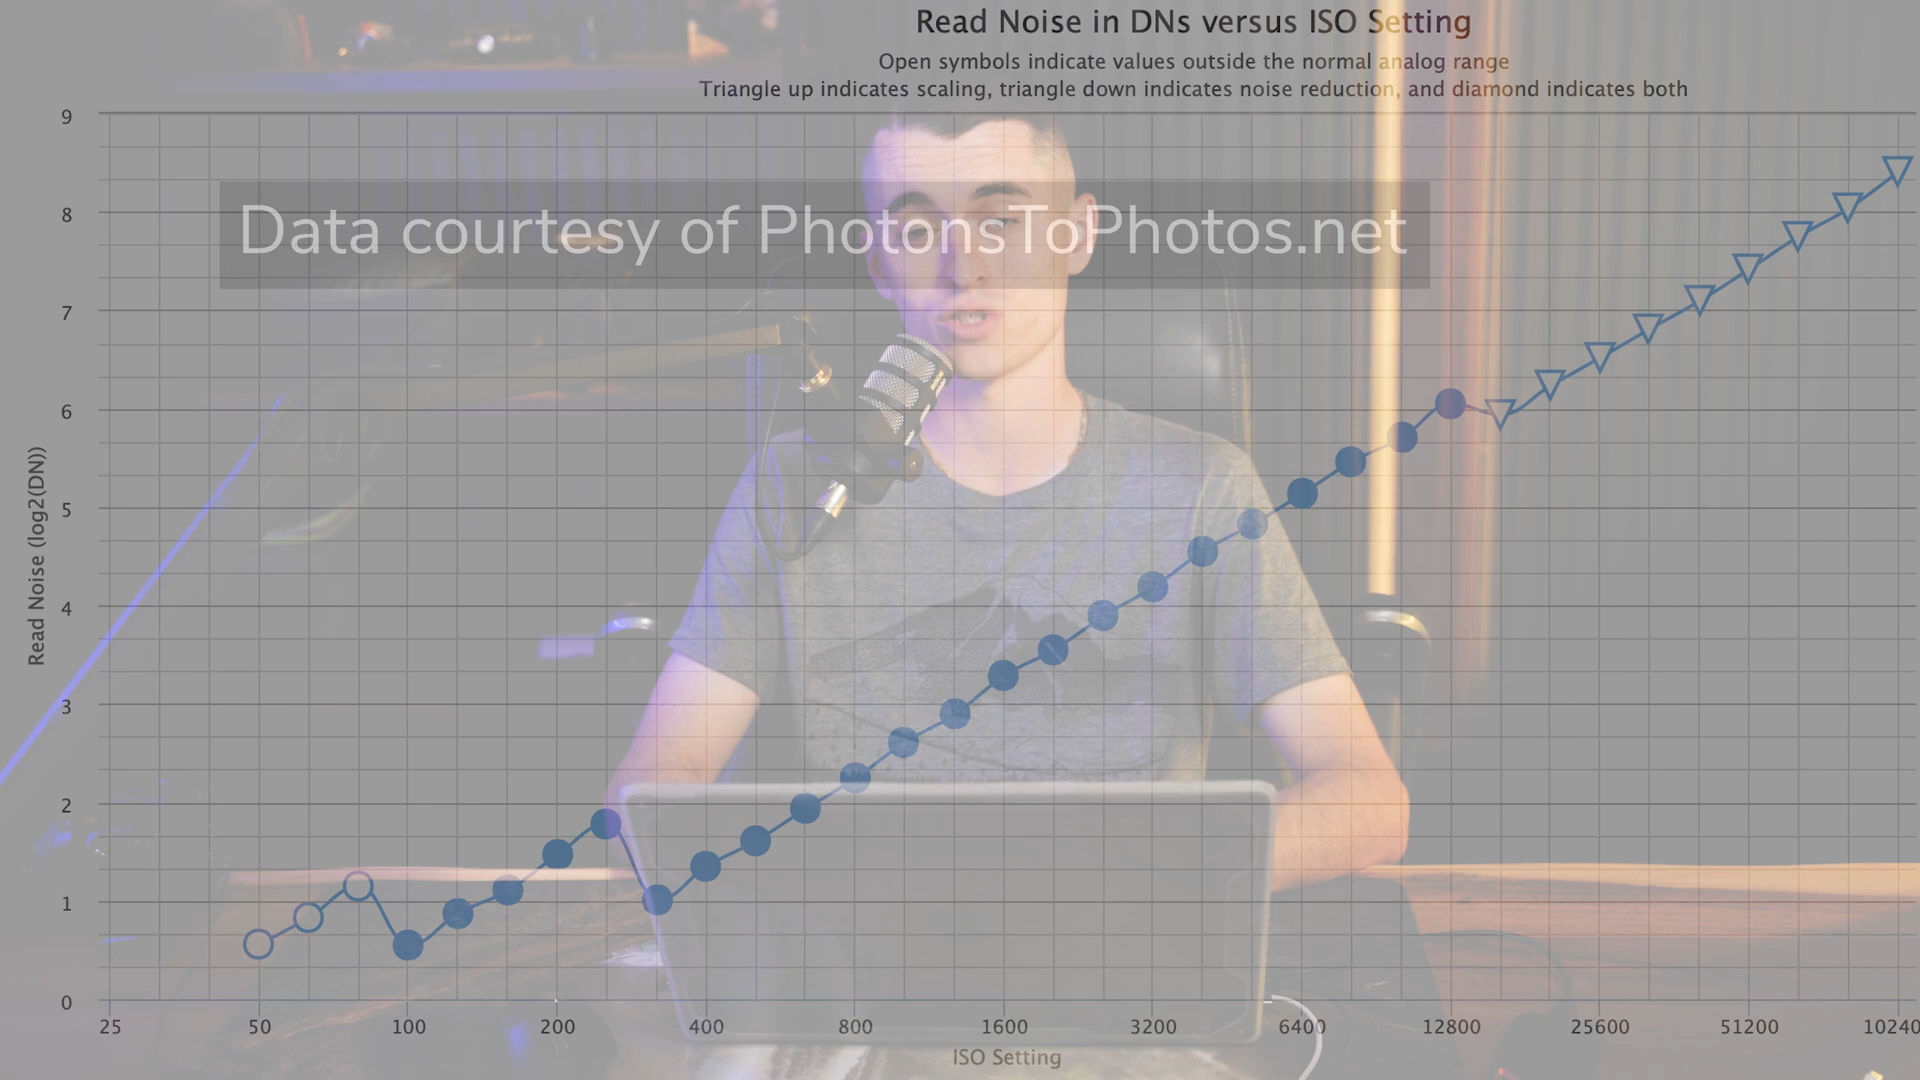 Read Noise in DNs versus ISO Setting
Open symbols indicate values outside the normal analog range
Triangle up indicates scaling, triangle down indicates noise reduction, and diamond indicates both
Data courtesy of PhotonsToPhotos.net
Read Noise (log2(DN))
9
8
7
6
5
4
3
2
1
0
25 50 100 200 400 800 1600 3200 6400 12800 25600 51200 10240
ISO Setting